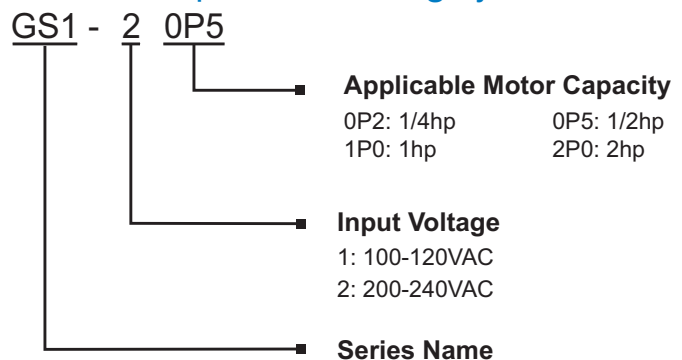 GS1 - 2 0P5
Applicable Motor Capacity
0P2: 1/4hp 0P5: 1/2hp
1P0: 1hp 2P0: 2hp
Input Voltage
1: 100-120VAC
2: 200-240VAC
Series Name